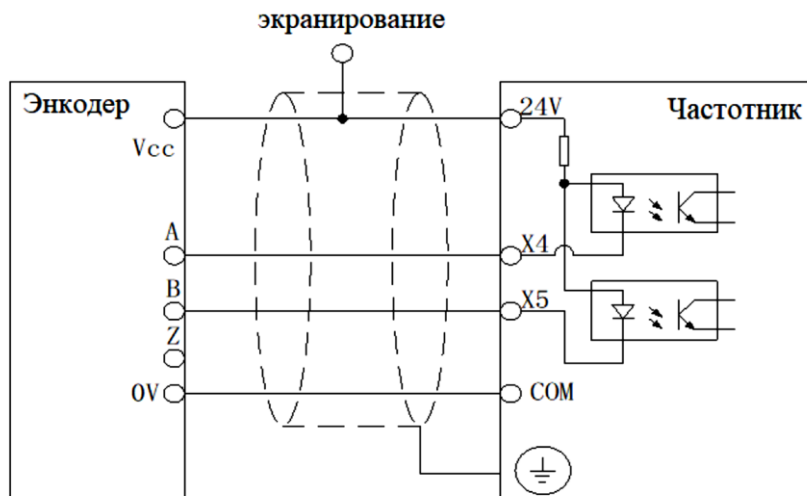 экранирование
Энкодер
24V
Частотник
Vcc
A
X4
B
X5
Z
0V
COM